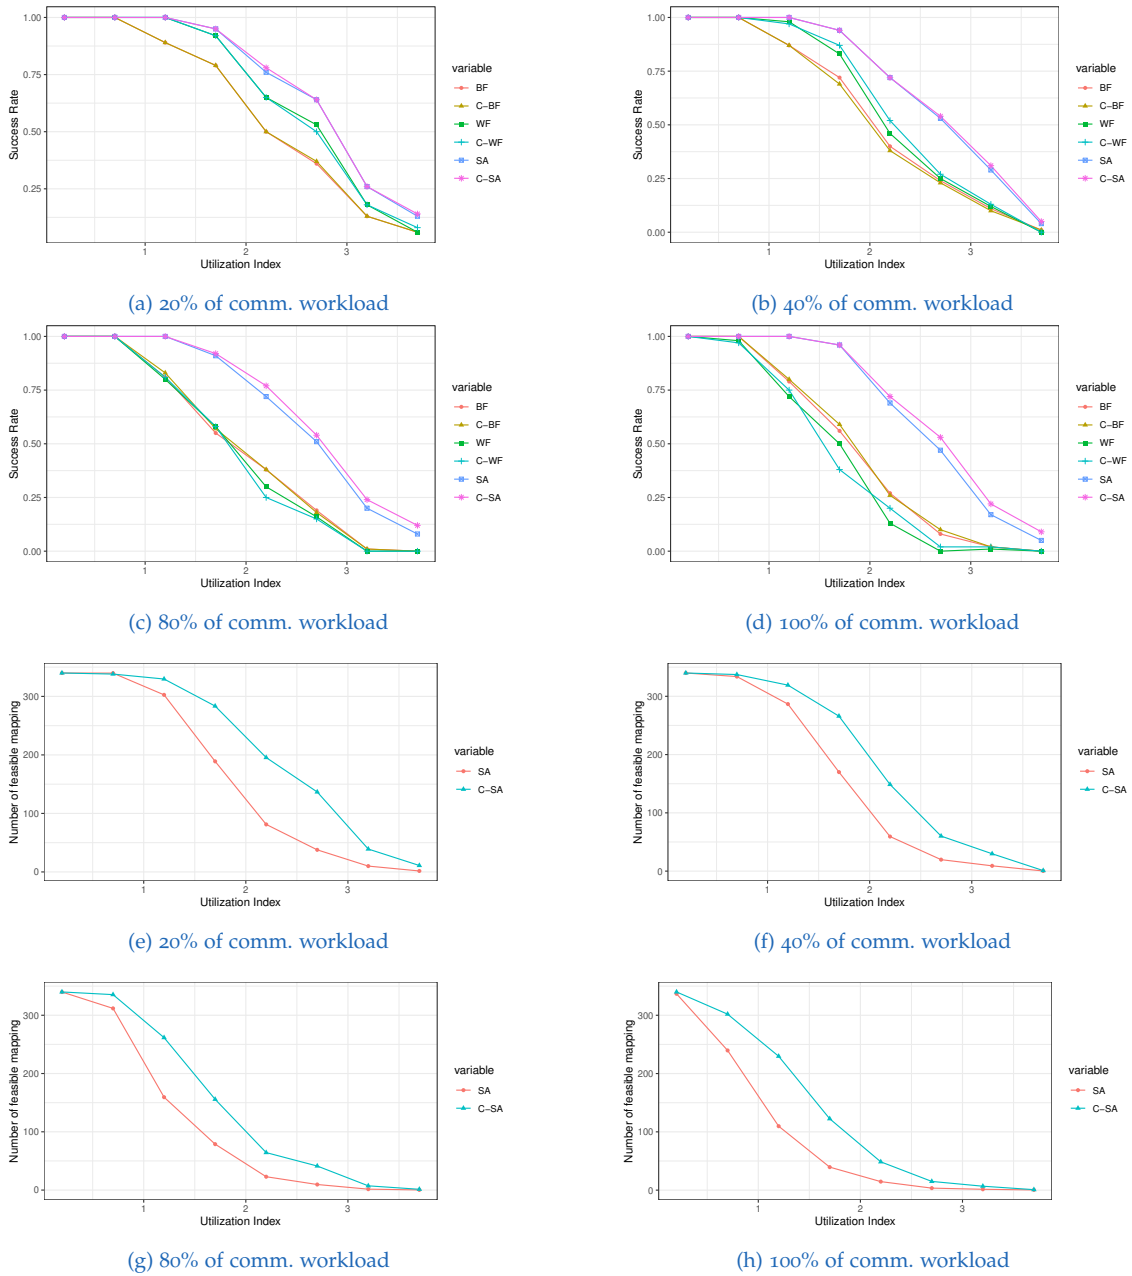 1.00
0.75
0.50
0.25
Success Rate
1
2
3
Utilization Index
variable
BF
C−BF
WF
C−WF
SA
C−SA
(a) 20% of comm. workload
1.00
0.75
0.50
0.25
0.00
Success Rate
1
2
3
Utilization Index
variable
BF
C−BF
WF
C−WF
SA
C−SA
(b) 40% of comm. workload
1.00
0.75
0.50
0.25
0.00
Success Rate
1
2
3
Utilization Index
variable
BF
C−BF
WF
C−WF
SA
C−SA
(c) 80% of comm. workload
1.00
0.75
0.50
0.25
0.00
Success Rate
1
2
3
Utilization Index
variable
BF
C−BF
WF
C−WF
SA
C−SA
(d) 100% of comm. workload
300
200
100
0
Number of feasible mapping
1
2
3
Utilization Index
variable
SA
C−SA
(e) 20% of comm. workload
300
200
100
0
Number of feasible mapping
1
2
3
Utilization Index
variable
SA
C−SA
(f) 40% of comm. workload
300
200
100
0
Number of feasible mapping
1
2
3
Utilization Index
variable
SA
C−SA
(g) 80% of comm. workload
300
200
100
0
Number of feasible mapping
1
2
3
Utilization Index
variable
SA
C−SA
(h) 100% of comm. workload